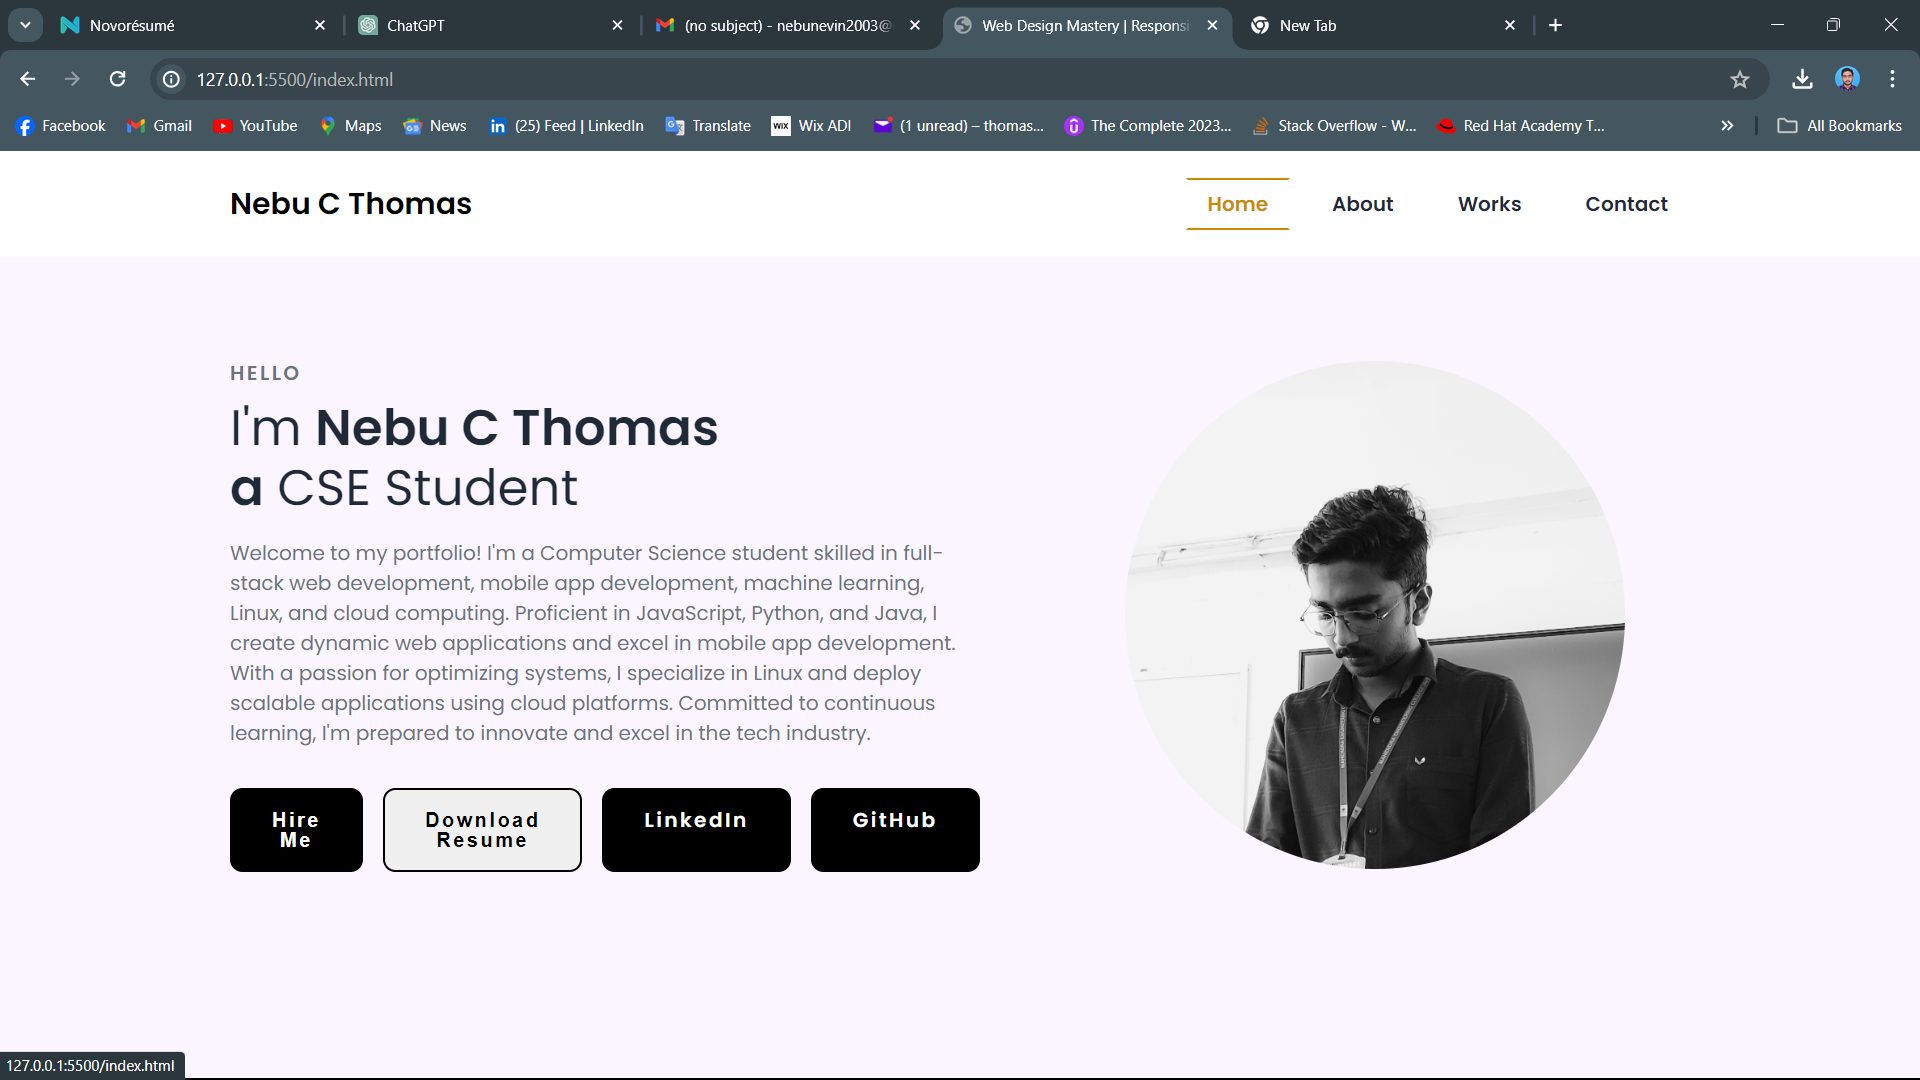 Novorésumé
ChatGPT
(no subject) - nebunevin2003@
Web Design Mastery | Responsi
New Tab
127.0.0.1:5500/index.html
Facebook
Gmail
YouTube
Maps
News
in (25) Feed | LinkedIn
Translate
WIX Wix ADI
(1 unread) – thomas...
The Complete 2023...
Stack Overflow - W...
Red Hat Academy T...
All Bookmarks
Nebu C Thomas
Home
About
Works
Contact
HELLO
I'm Nebu C Thomas
a CSE Student
Welcome to my portfolio! I'm a Computer Science student skilled in full-
stack web development, mobile app development, machine learning,
Linux, and cloud computing. Proficient in JavaScript, Python, and Java, I
create dynamic web applications and excel in mobile app development.
With a passion for optimizing systems, I specialize in Linux and deploy
scalable applications using cloud platforms. Committed to continuous
learning, I'm prepared to innovate and excel in the tech industry.
Hire
Me
Download
Resume
LinkedIn
GitHub
127.0.0.1:5500/index.html